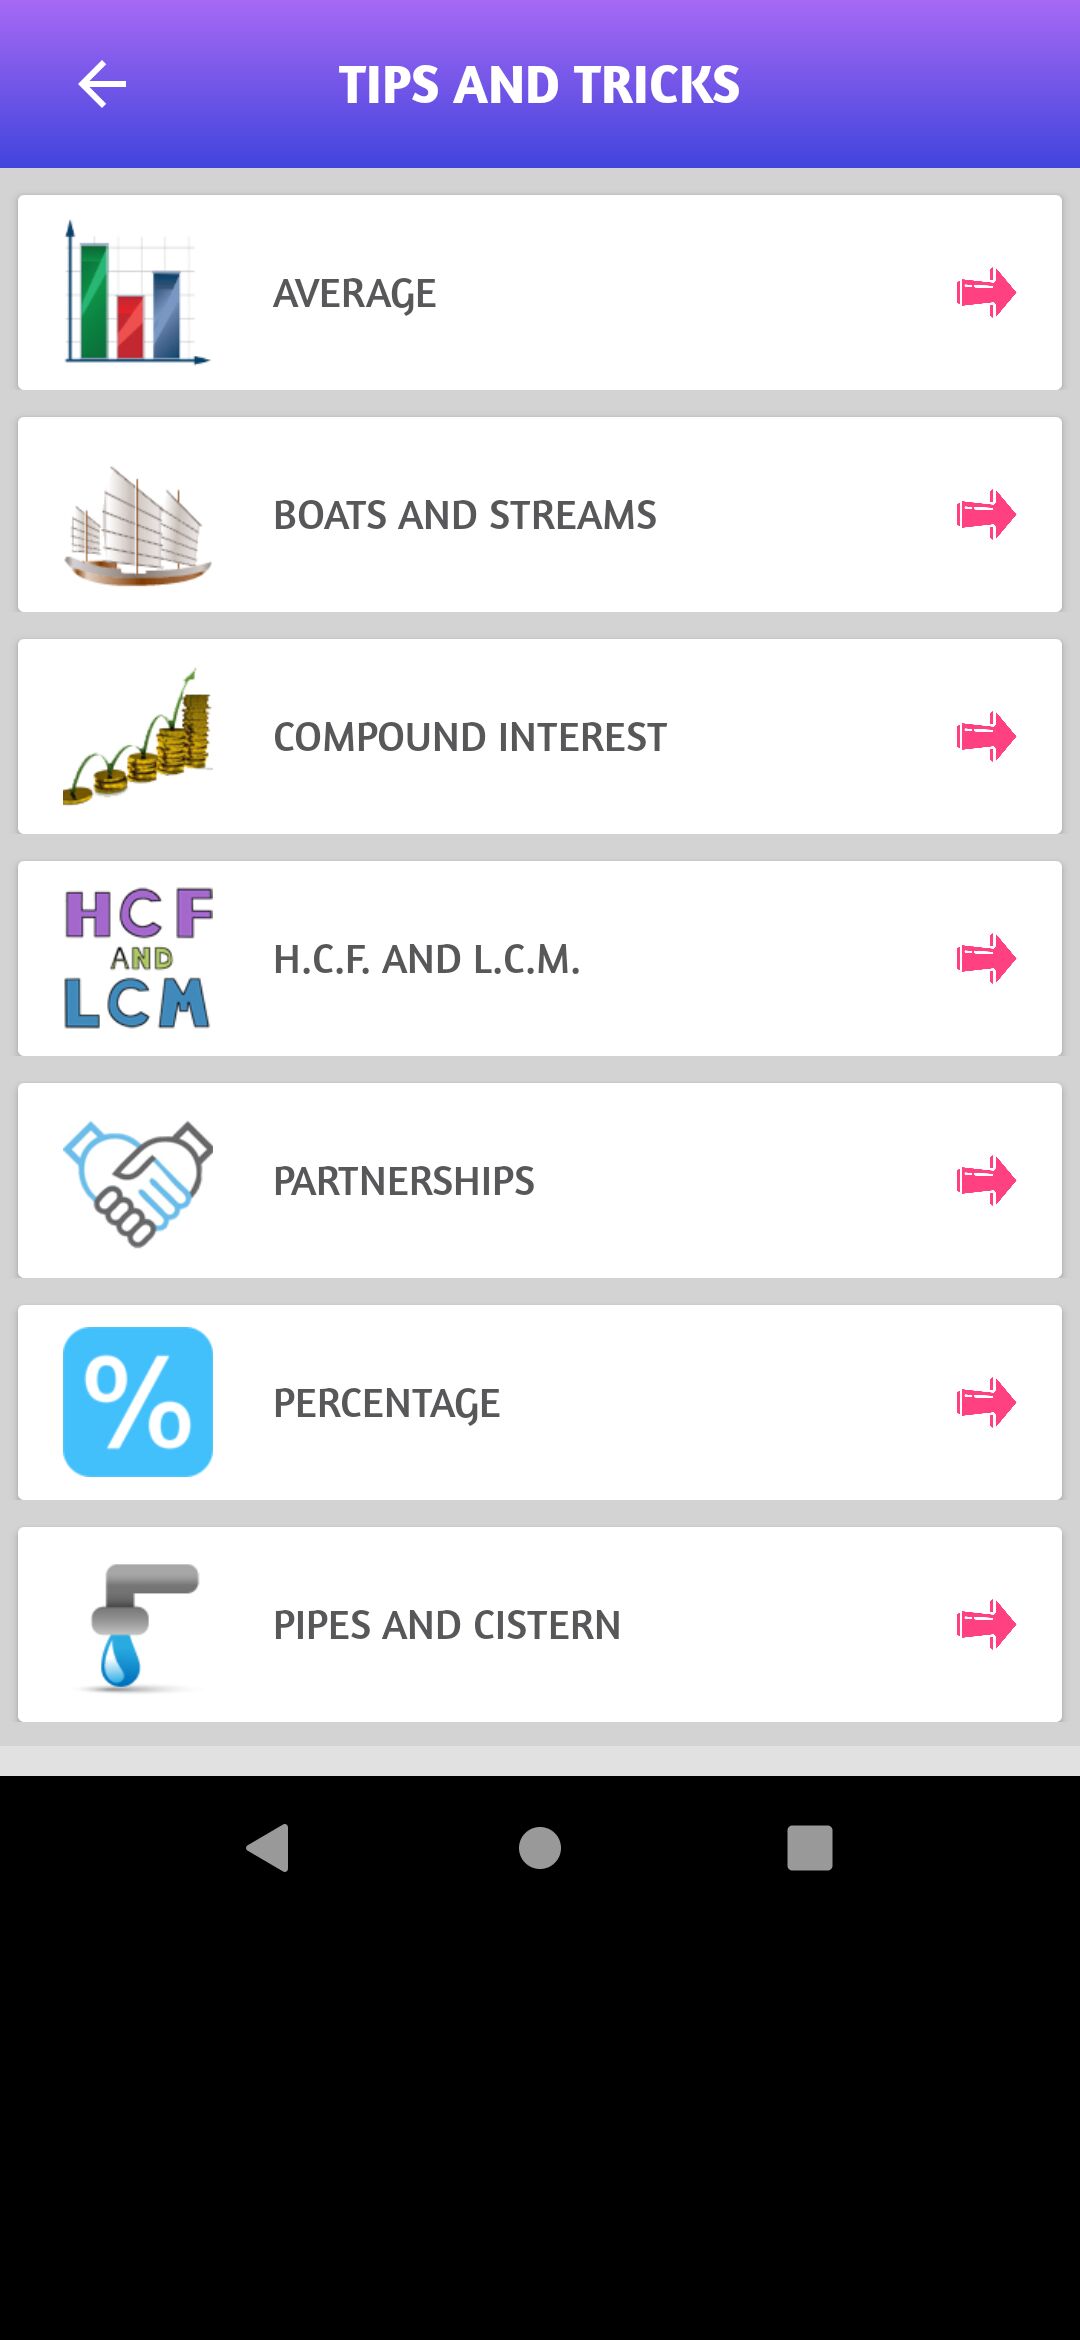 TIPS AND TRICKS
AVERAGE
BOATS AND STREAMS
COMPOUND INTEREST
HCF
AND
LCM
H.C.F. AND L.C.M.
PARTNERSHIPS
%
PERCENTAGE
PIPES AND CISTERN